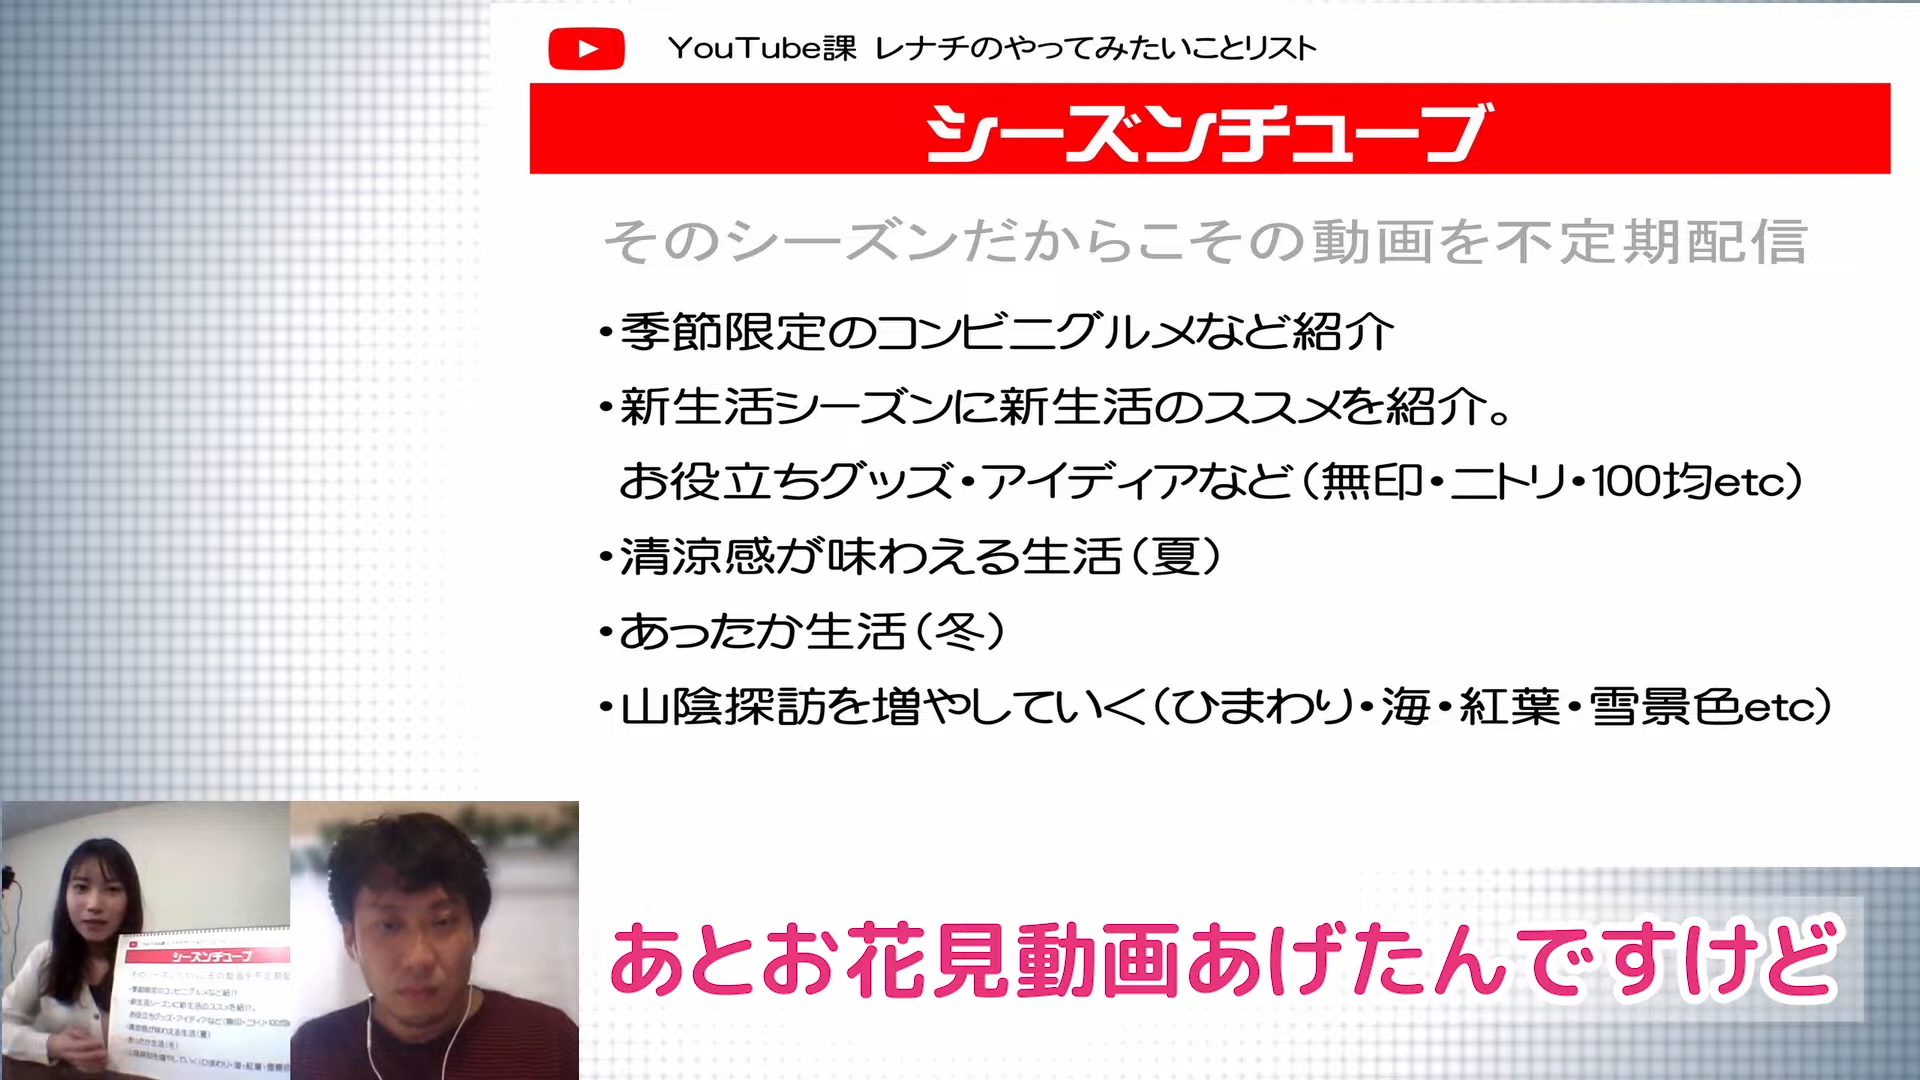 YouTube課 レナチのやってみたいことリスト
シーズンチューブ
そのシーズンだからこその動画を不定期配信
・季節限定のコンビニグルメなど紹介
・新生活シーズンに新生活のススメを紹介。
お役立ちグッズ・アイディアなど（無印・ニトリ・100均etc）
・清涼感が味わえる生活（夏）
・あったか生活（冬）
・山陰探訪を増やしていく（ひまわり・海・紅葉・雪景色etc）
シーズンチューブ
あとお花見動画あげたんですけど